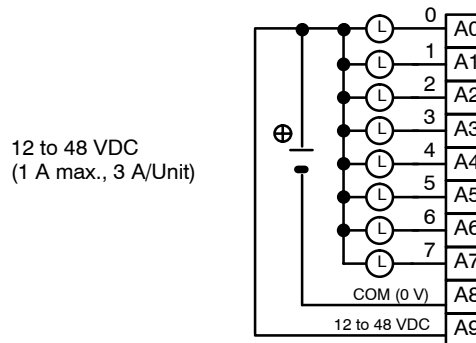 0 A0
L
1 A1
L
2 A2
L
3 A3
L
12 to 48 VDC
(1 A max., 3 A/Unit)
4 A4
L
5 A5
L
6 A6
L
7 A7
L
COM (0 V) A8
12 to 48 VDC A9